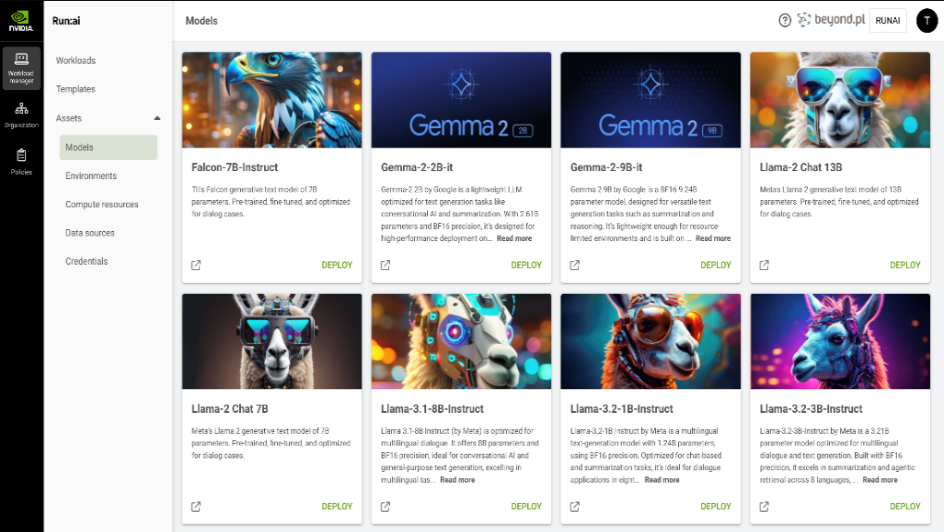 NVIDIA.
Run:ai
Models
beyond.pl
RUNAI
T
Workload
manager
Organization
Policies
Workloads
Templates
Assets
Models
Environments
Compute resources
Data sources
Credentials
Gemma 2 2B
Gemma 2 9B
Falcon-7B-Instruct
TII's Falcon generative text model of 7B
parameters. Pre-trained, fine-tuned, and optimized
for dialog cases.
DEPLOY
Gemma-2-2B-it
Gemma-2 2B by Google is a lightweight LLM
optimized for text generation tasks like
conversational AI and summarization. With 2.61B
parameters and BF16 precision, it's designed for
high-performance deployment on... Read more
DEPLOY
Gemma-2-9B-it
Gemma 2 9B by Google is a BF16 9.24B
parameter model, designed for versatile text
generation tasks such as summarization and
reasoning. It's lightweight enough for resource-
limited environments and is built on ... Read more
DEPLOY
Llama-2 Chat 13B
Metas Llama 2 generative text model of 13B
parameters. Pre-trained, fine-tuned, and optimized
for dialog cases.
DEPLOY
Llama-2 Chat 7B
Meta's Llama 2 generative text model of 7B
parameters. Pre-trained, fine-tuned, and optimized
for dialog cases.
DEPLOY
Llama-3.1-8B-Instruct
Llama 3.1-8B Instruct (by Meta) is optimized for
multilingual dialogue. It offers 8B parameters and
BF16 precision, ideal for conversational AI and
general-purpose text generation, excelling in
multilingual tas... Read more
DEPLOY
Llama-3.2-1B-Instruct
Llama-3.2-1B Instruct by Meta is a multilingual
text-generation model with 1.24B parameters,
using BF16 precision. Optimized for chat based
and summarization tasks, it's ideal for dialogue
applications in eight... Read more
DEPLOY
Llama-3.2-3B-Instruct
Llama-3.2-3B-Instruct by Meta is a 3.21B
parameter model optimized for multilingual
dialogue and text generation. Built with BF16
precision, it excels in summarization and agentic
retrieval across 8 languages, ... Read more
DEPLOY